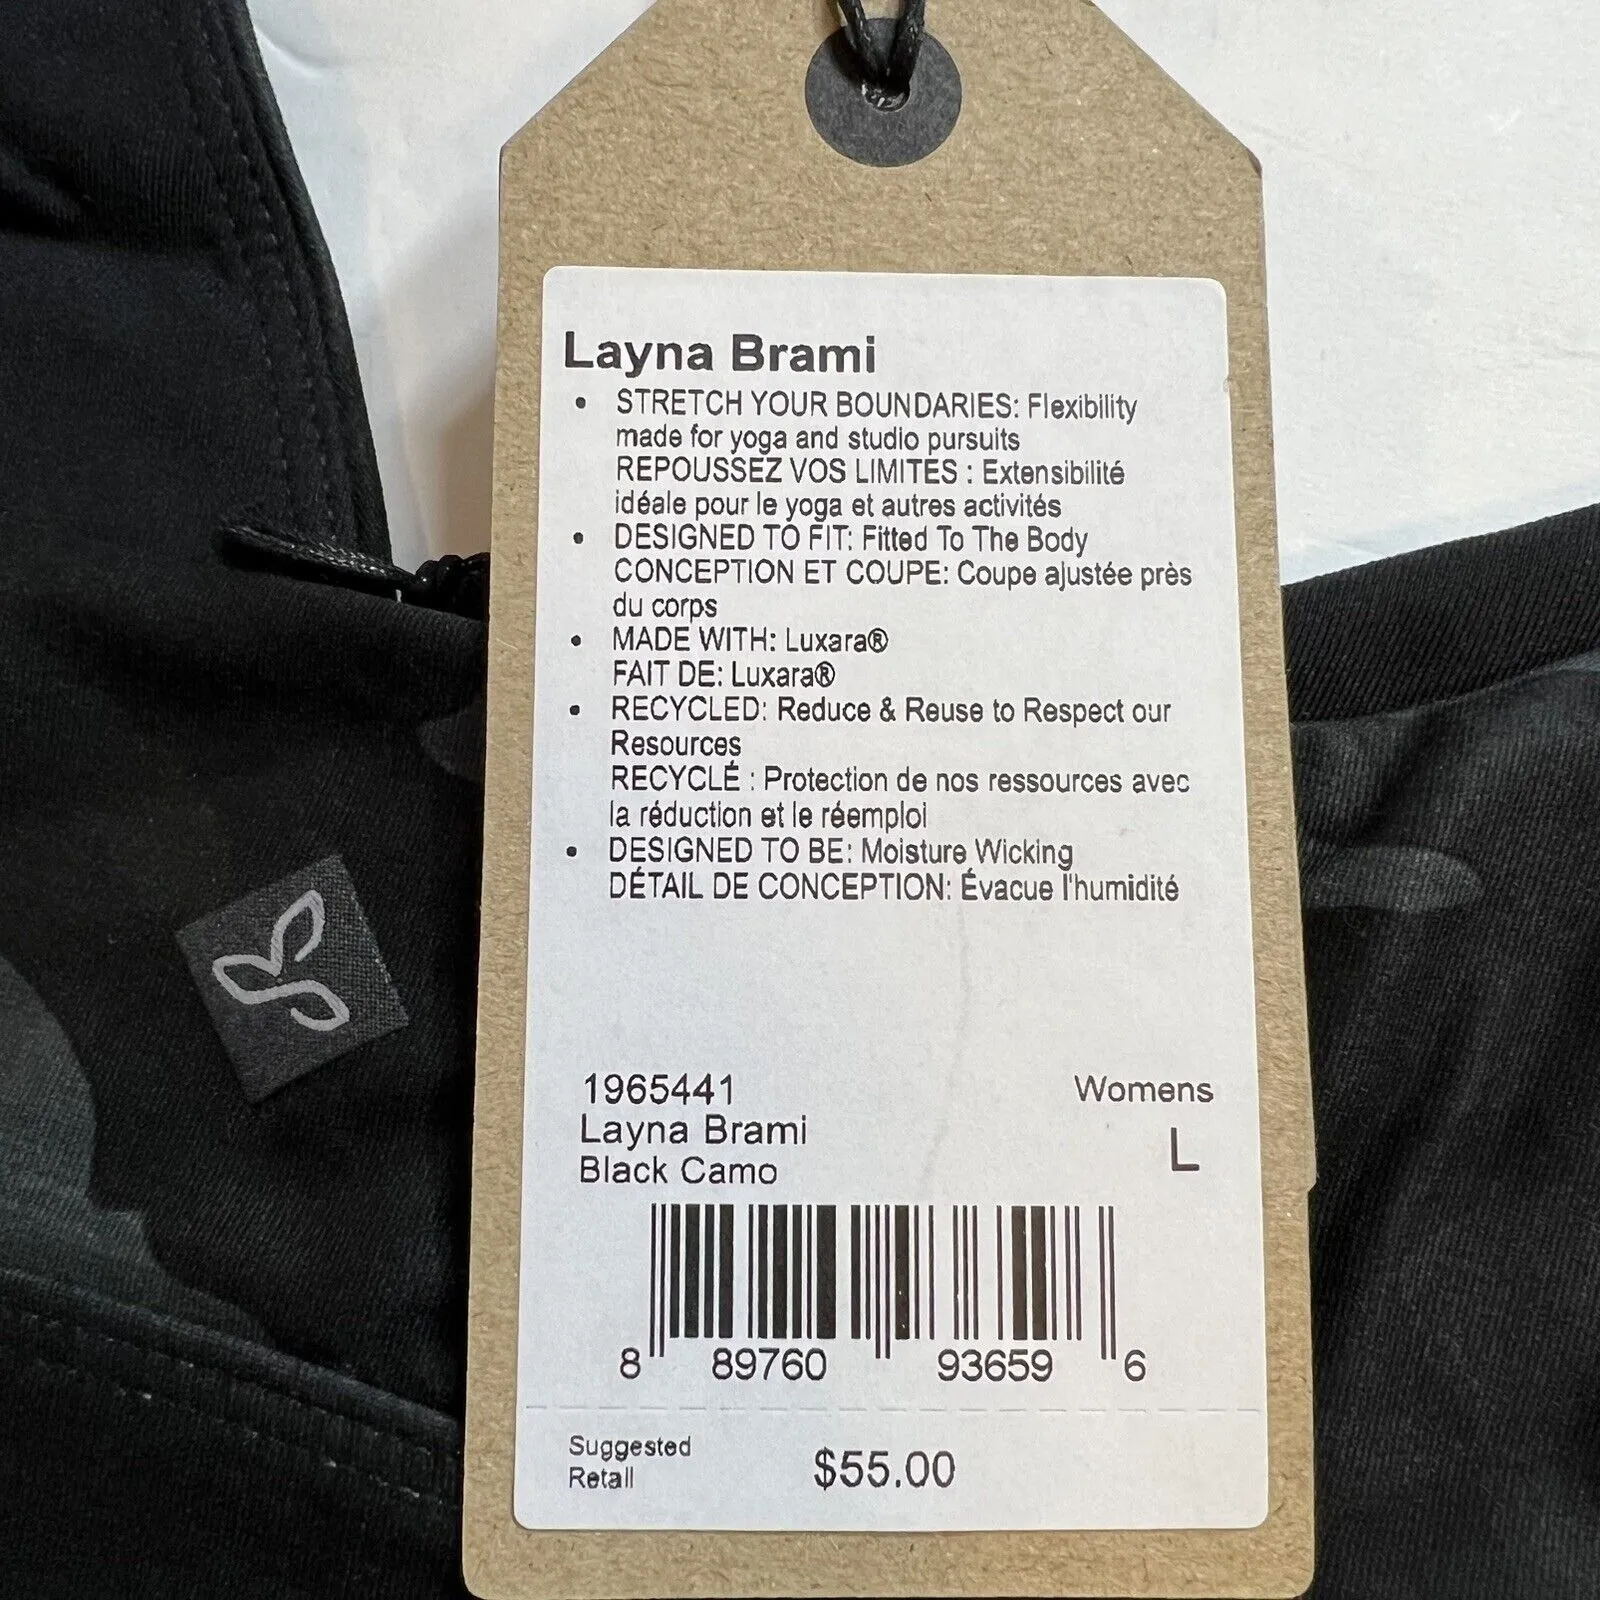 Layna Brami
• STRETCH YOUR BOUNDARIES: Flexibility
made for yoga and studio pursuits
REPOUSSEZ VOS LIMITES : Extensibilité
idéale pour le yoga et autres activités
• DESIGNED TO FIT: Fitted To The Body
CONCEPTION ET COUPE: Coupe ajustée près
du corps
• MADE WITH: Luxara®
FAIT DE: Luxara®
• RECYCLED: Reduce & Reuse to Respect our
Resources
RECYCLÉ : Protection de nos ressources avec
la réduction et le réemploi
• DESIGNED TO BE: Moisture Wicking
DÉTAIL DE CONCEPTION: Évacue l'humidité
1965441 Womens
Layna Brami
L
Black Camo
8 89760 93659 6
Suggested
Retail
$55.00